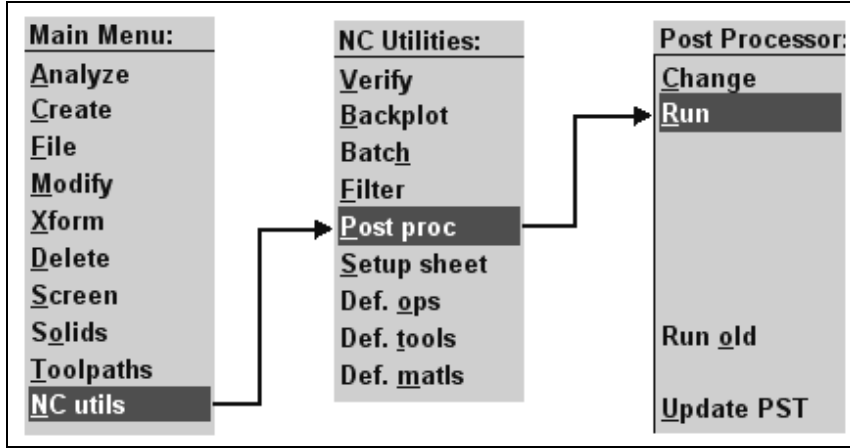 Main Menu:
Analyze
Create
File
Modify
Xform
Delete
Screen
Solids
Toolpaths
NC utils
NC Utilities:
Verify
Backplot
Batch
Filter
Post proc
Setup sheet
Def. ops
Def. tools
Def. matls
Post Processor:
Change
Run
Run old
Update PST